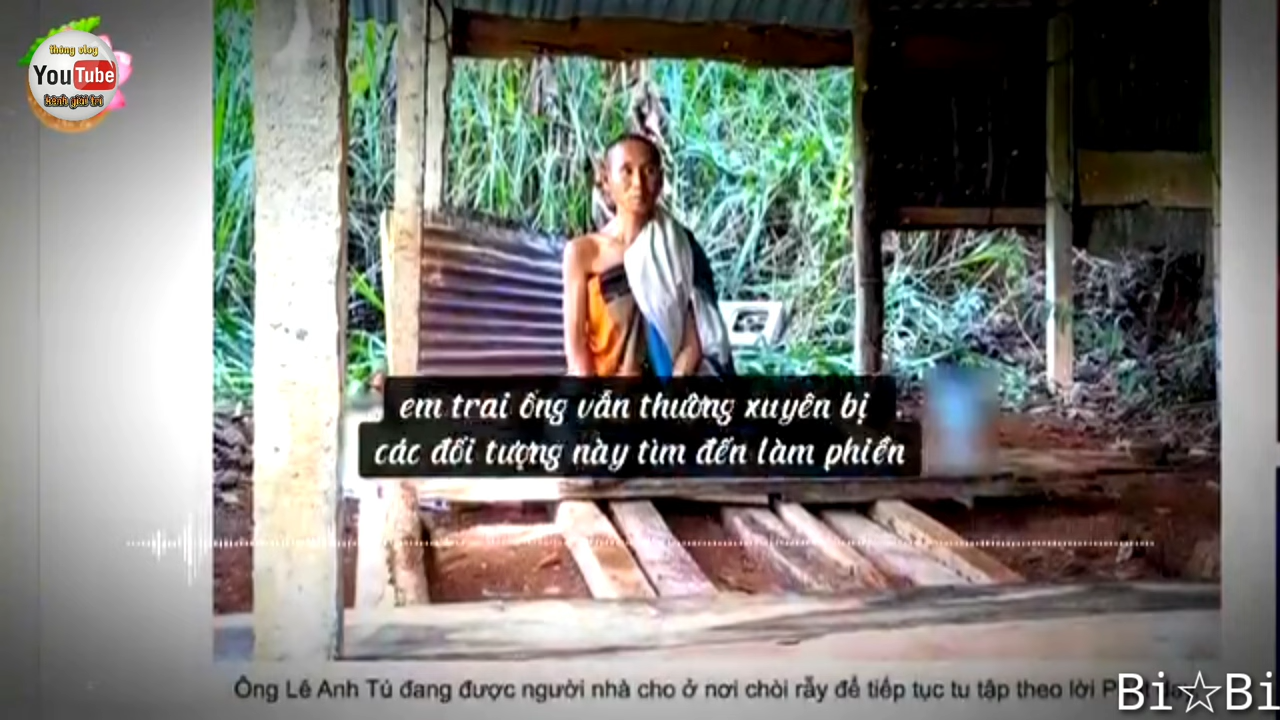 thăng vlog
YouTube
kênh giải trí
em trai ông vẫn thường xuyên bị
các đối tượng này tìm đến làm phiền
Ông Lê Anh Tú đang được người nhà cho ở nơi chòi rẫy để tiếp tục tu tập theo lời
Bi☆Bi